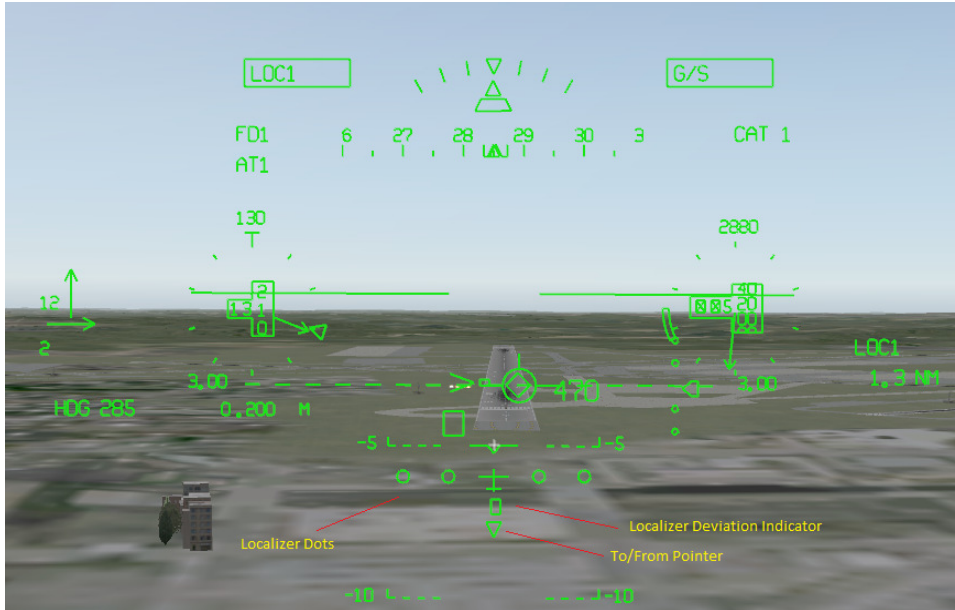 LOC1 G/S
FD1 6 27 28 29 30 3 CAT 1
AT1
130 2880
12 2 40
131 20
0 00
2 LOC1
3.00 470 3.00 1.3 NM
HDG 285 0.200 M
-5 -5
Localizer Deviation Indicator
Localizer Dots
To/From Pointer
-10 -10